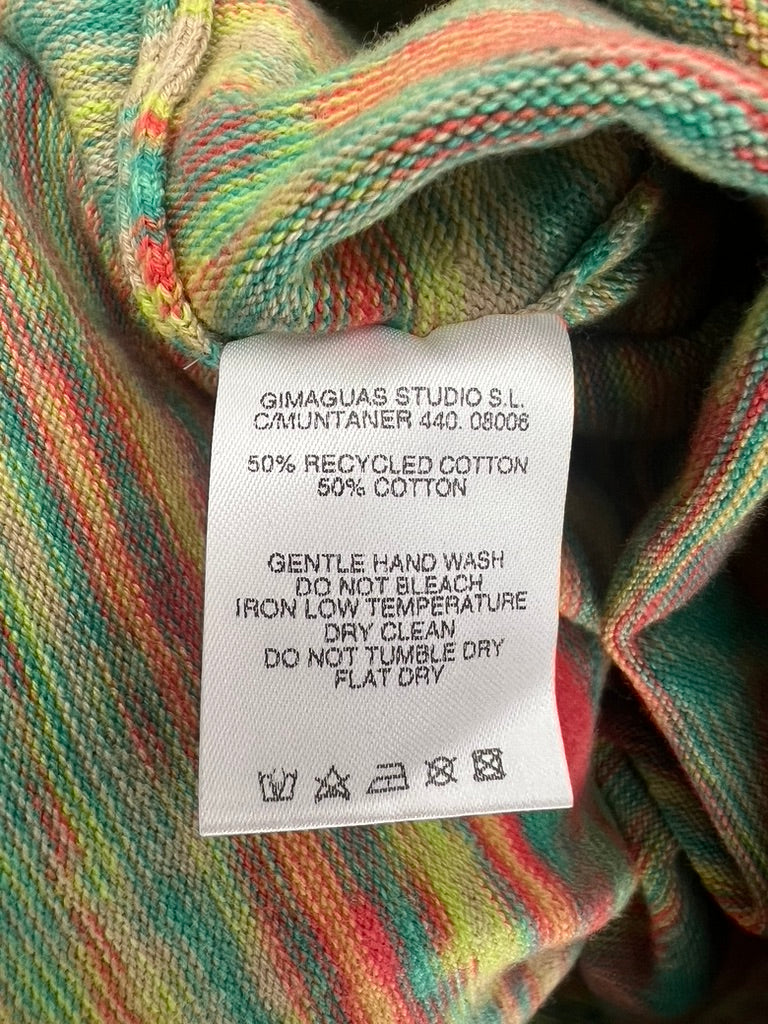 GIMAGUAS STUDIO S.L.
C/MUNTANER 440. 08006
50% RECYCLED COTTON
50% COTTON
GENTLE HAND WASH
DO NOT BLEACH
IRON LOW TEMPERATURE
DRY CLEAN
DO NOT TUMBLE DRY
FLAT DRY